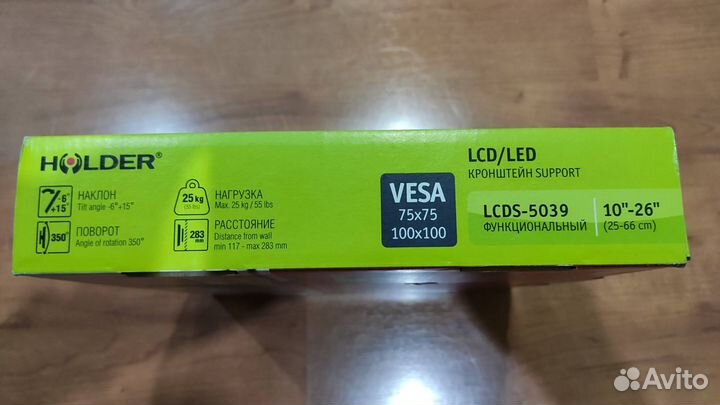 HOLDER®
-6°
+15°
НАКЛОН
Tilt angle -6°+15°
350°
ПОВОРОТ
Angle of rotation 350°
25 kg
(55 lbs)
НАГРУЗКА
Max. 25 kg / 55 lbs
283
mm
РАССТОЯНИЕ
Distance from wall
min 117 - max 283 mm
VESA
75x75
100x100
LCD/LED
КРОНШТЕЙН SUPPORT
LCDS-5039
ФУНКЦИОНАЛЬНЫЙ
10"-26"
(25-66 cm)
Avito